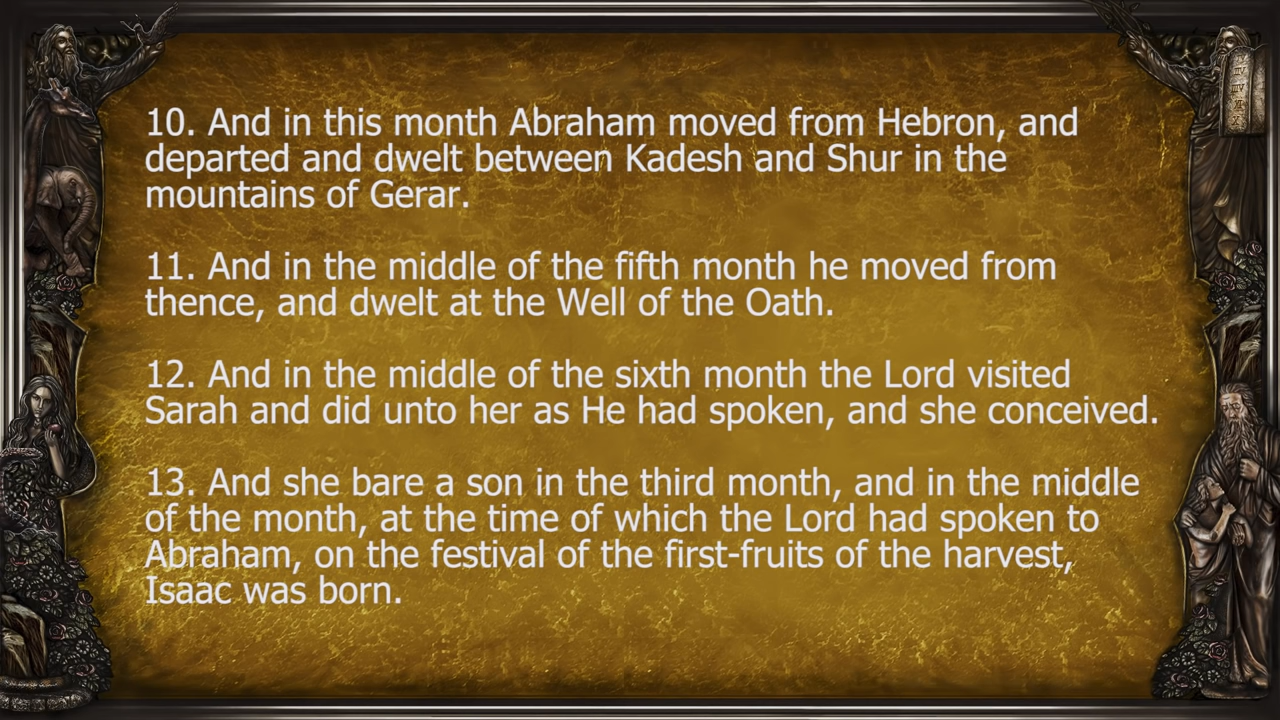 10. And in this month Abraham moved from Hebron, and
departed and dwelt between Kadesh and Shur in the
mountains of Gerar.
11. And in the middle of the fifth month he moved from
thence, and dwelt at the Well of the Oath.
12. And in the middle of the sixth month the Lord visited
Sarah and did unto her as He had spoken, and she conceived.
13. And she bare a son in the third month, and in the middle
of the month, at the time of which the Lord had spoken to
Abraham, on the festival of the first-fruits of the harvest,
Isaac was born.